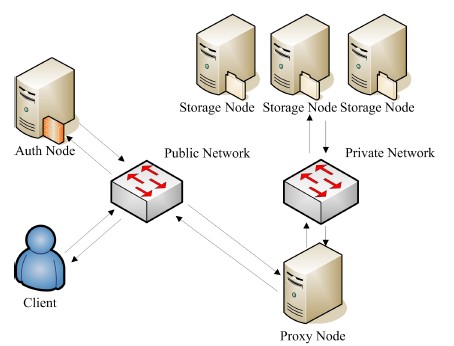 Storage Node Storage Node Storage Node
Auth Node
Public Network
Private Network
Client
Proxy Node